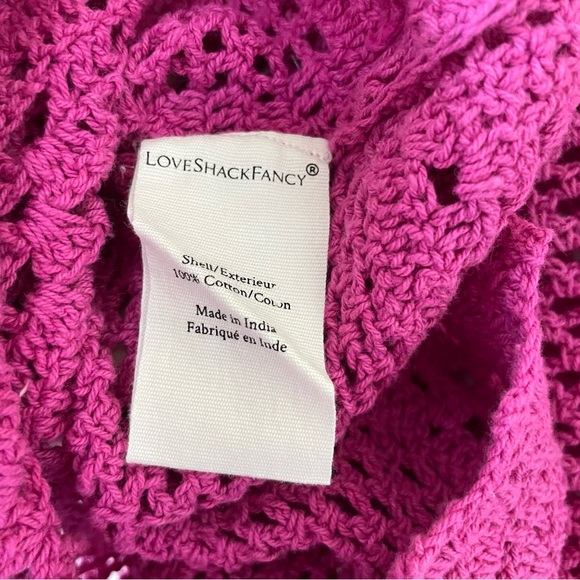 LOVESHACKFANCY®
Shell/Exterieur
100% Cotton/Coton
Made in India
Fabriqué en Inde